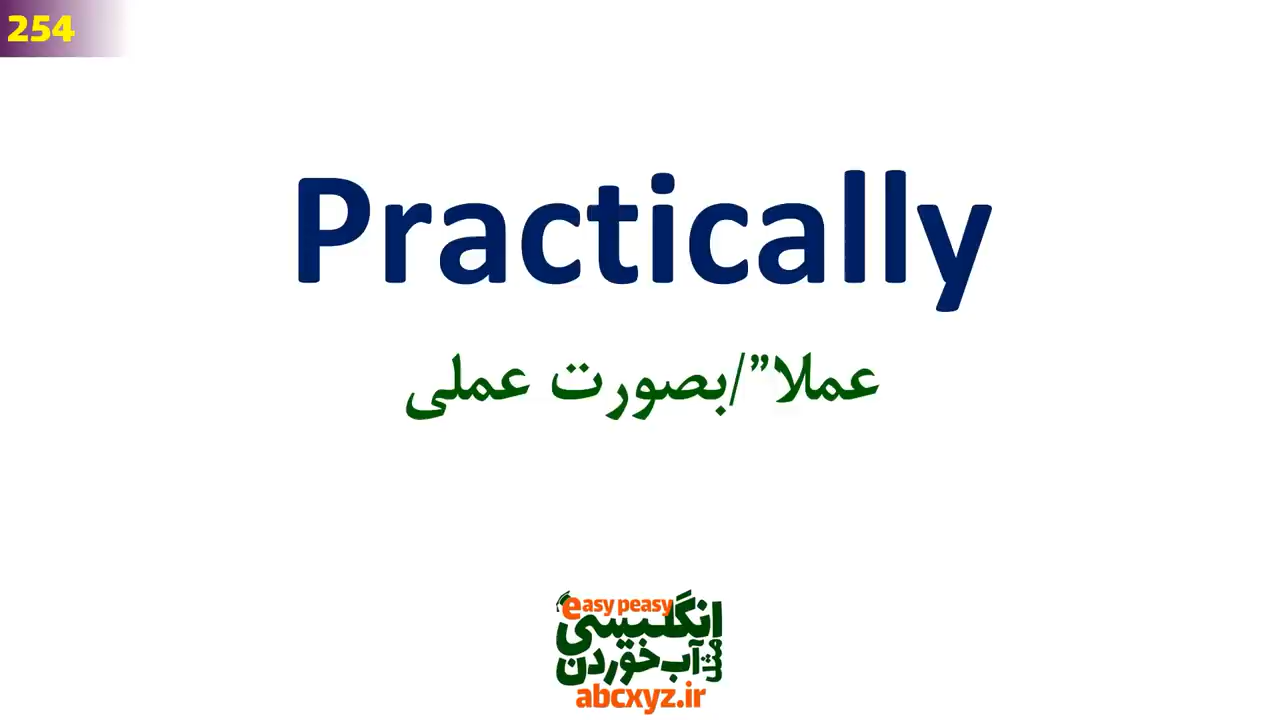 254
Practically
عملا”/بصورت عملی
easy peasy
انگلیسی
مثل آب خوردن
abcxyz.ir